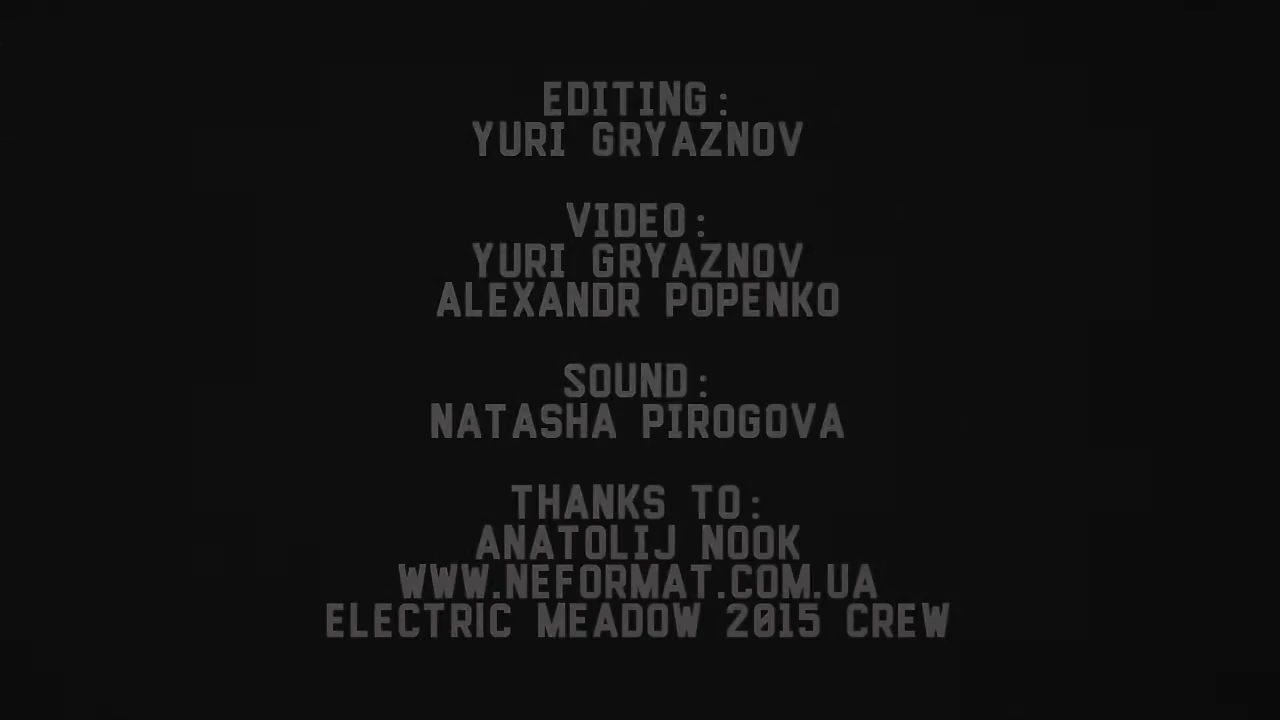 EDITING:
YURI GRYAZNOV
VIDEO:
YURI GRYAZNOV
ALEXANDR POPENKO
SOUND:
NATASHA PIROGOVA
THANKS TO:
ANATOLIJ NOOK
WWW.NEFORMAT.COM.UA
ELECTRIC MEADOW 2015 CREW